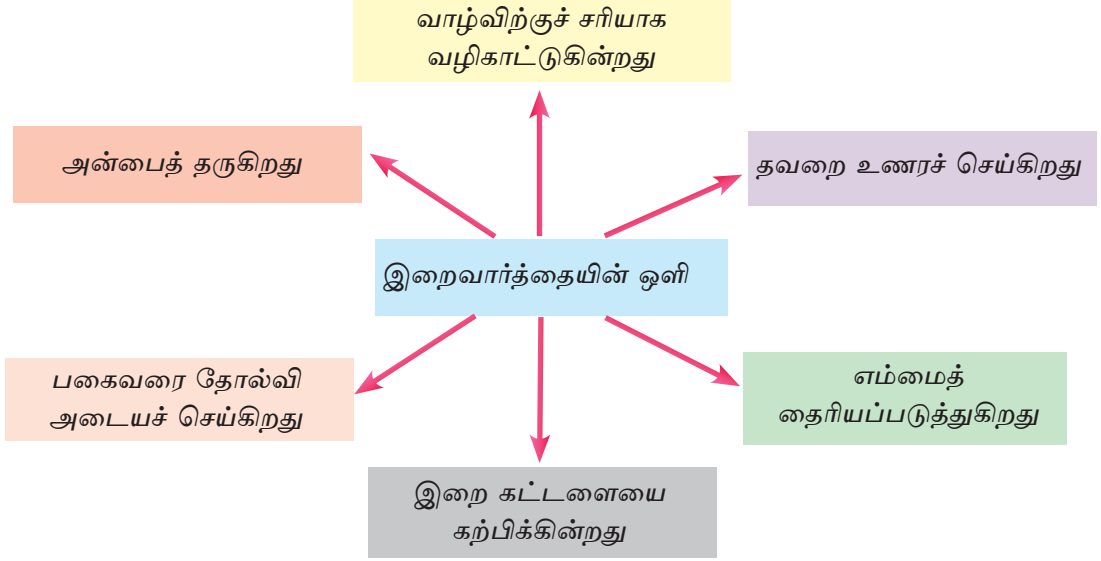 வாழ்விற்குச் சரியாக
வழிகாட்டுகின்றது
அன்பைத் தருகிறது
தவறை உணரச் செய்கிறது
இறைவார்த்தையின் ஒளி
பகைவரை தோல்வி
அடையச் செய்கிறது
எம்மைத்
தைரியப்படுத்துகிறது
இறை கட்டளையை
கற்பிக்கின்றது